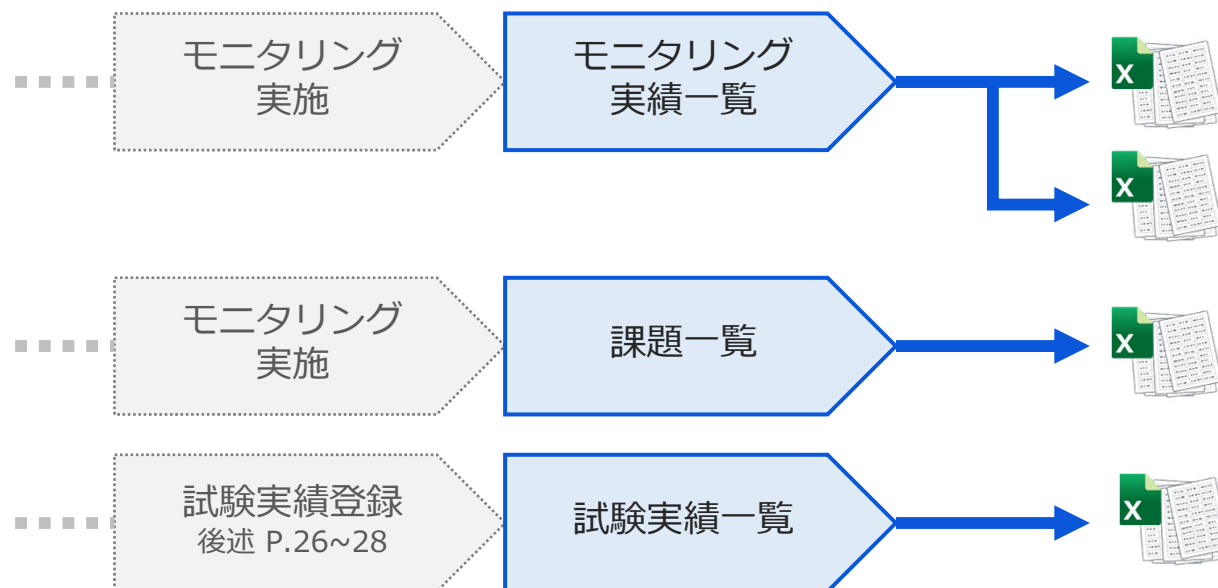 モニタリング
実施
モニタリング
実績一覧
X
X
モニタリング
実施
課題一覧
X
試験実績登録
後述 P.26~28
試験実績一覧
X